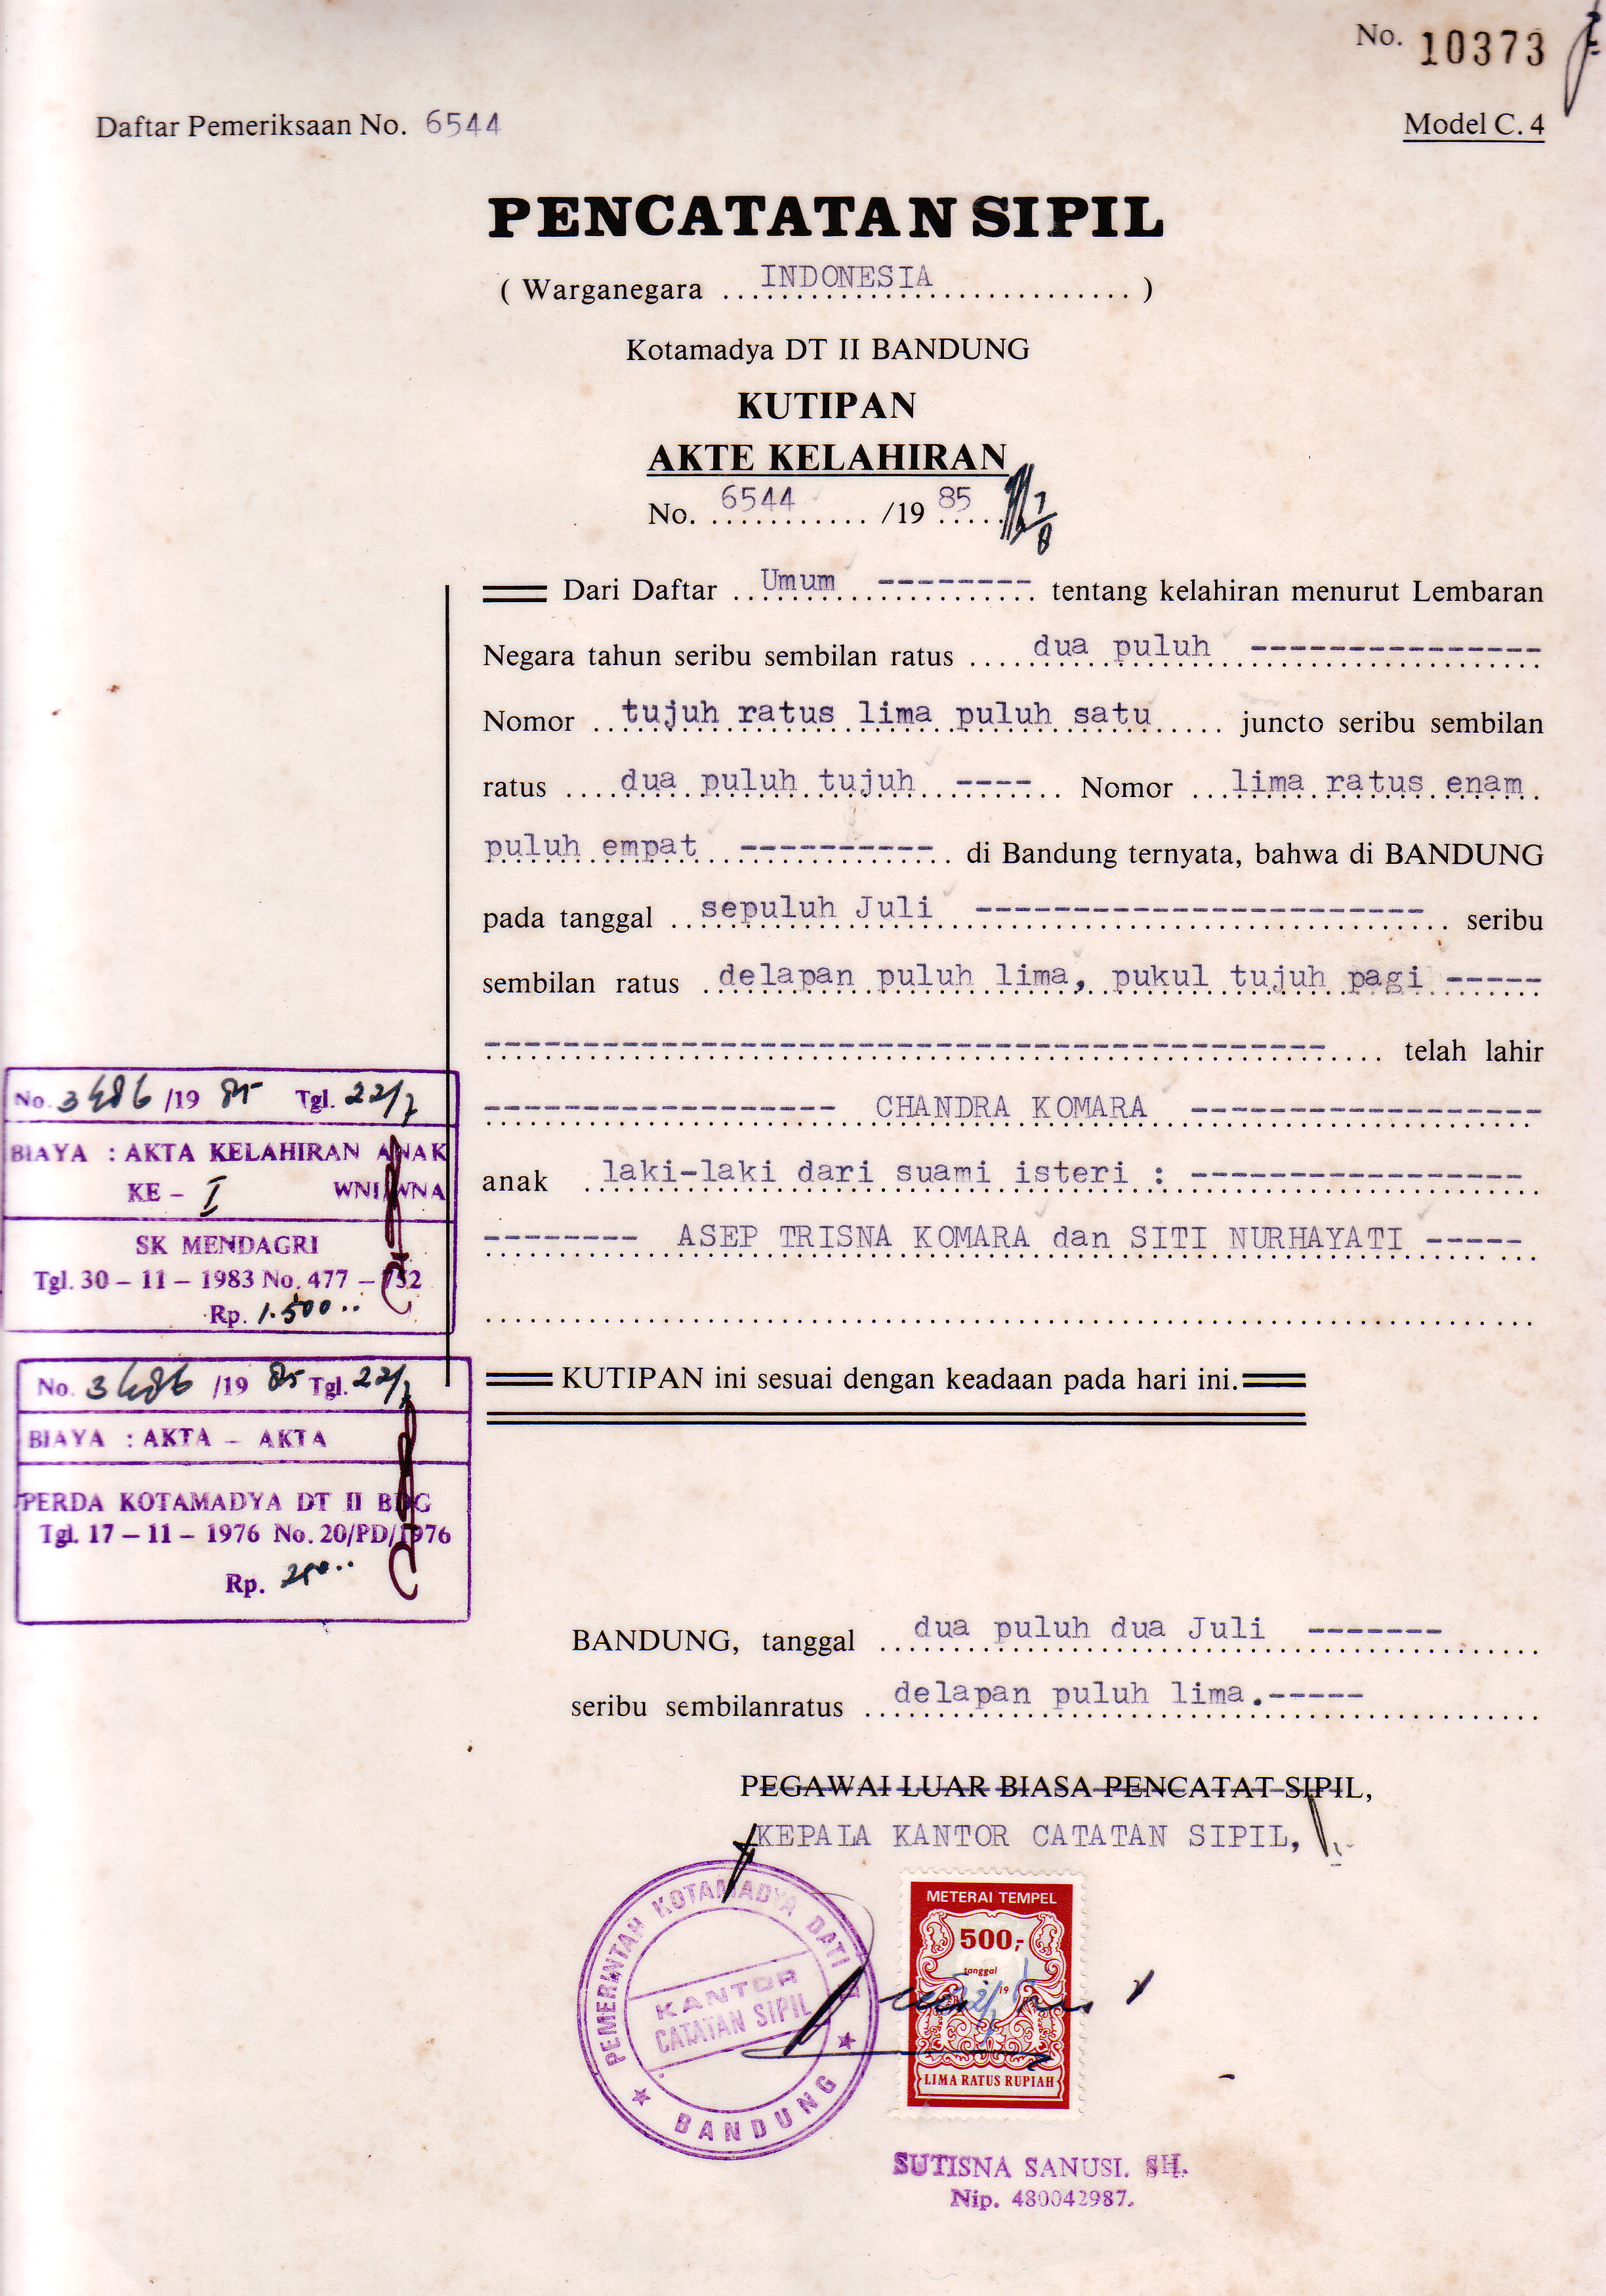 No. 10373
Daftar Pemeriksaan No. 6544
Model C. 4
PENCATATAN SIPIL
( Warganegara INDONESIA )
Kotamadya DT II BANDUNG
KUTIPAN
AKTE KELAHIRAN
No. 6544 /19 85
Dari Daftar Umum -------- tentang kelahiran menurut Lembaran
Negara tahun seribu sembilan ratus dua puluh ---------------
Nomor tujuh ratus lima puluh satu juncto seribu sembilan
ratus dua puluh tujuh ---- Nomor lima ratus enam
puluh empat ---------- di Bandung ternyata, bahwa di BANDUNG
pada tanggal sepuluh Juli ----------------------- seribu
sembilan ratus delapan puluh lima, pukul tujuh pagi -----
------------------------------------------- telah lahir
------------------ CHANDRA KOMARA ------------------
anak laki-laki dari suami isteri : -----------------
-------- ASEP TRISNA KOMARA dan SITI NURHAYATI -----
KUTIPAN ini sesuai dengan keadaan pada hari ini.
No. 3486 /19 85 Tgl. 22/7
BIAYA : AKTA KELAHIRAN ANAK
KE - I WNI/WNA
SK MENDAGRI
Tgl. 30 - 11 - 1983 No. 477 - 752
Rp. 1.500..
No. 3486 /19 85 Tgl. 22/7
BIAYA : AKTA - AKTA
PERDA KOTAMADYA DT II BDG
Tgl. 17 - 11 - 1976 No. 20/PD/1976
Rp. 250..
BANDUNG, tanggal dua puluh dua Juli -------
seribu sembilanratus delapan puluh lima.-----
PEGAWAI LUAR BIASA PENCATAT SIPIL,
KEPALA KANTOR CATATAN SIPIL,
PEMERINTAH KOTAMADYA DATI
KANTOR
CATATAN SIPIL
BANDUNG
METERAI TEMPEL
500,-
tanggal
19
LIMA RATUS RUPIAH
SUTISNA SANUSI. SH.
Nip. 480042987.